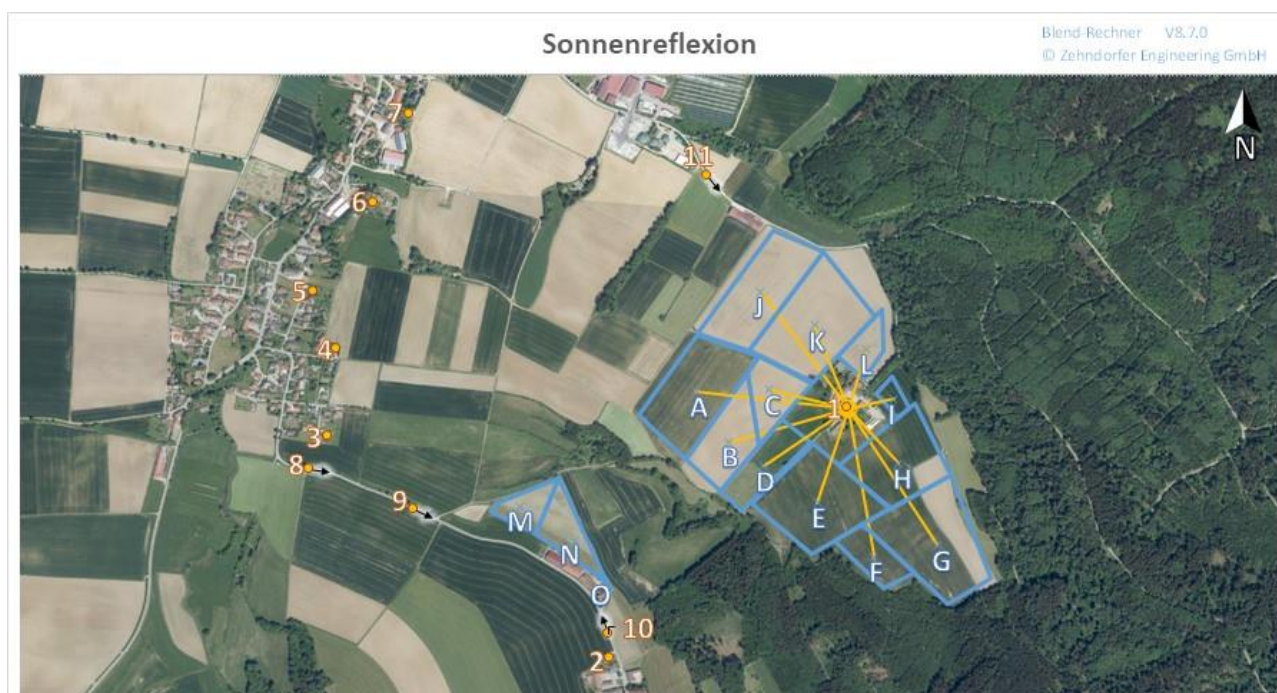 Sonnenreflexion
Blend-Rechner V8.7.0
© Zehndorfer Engineering GmbH
N
7
11
6
5
J
4
K
L
A
C
1
I
3
B
8
D
H
9
M
E
N
G
F
O
10
2